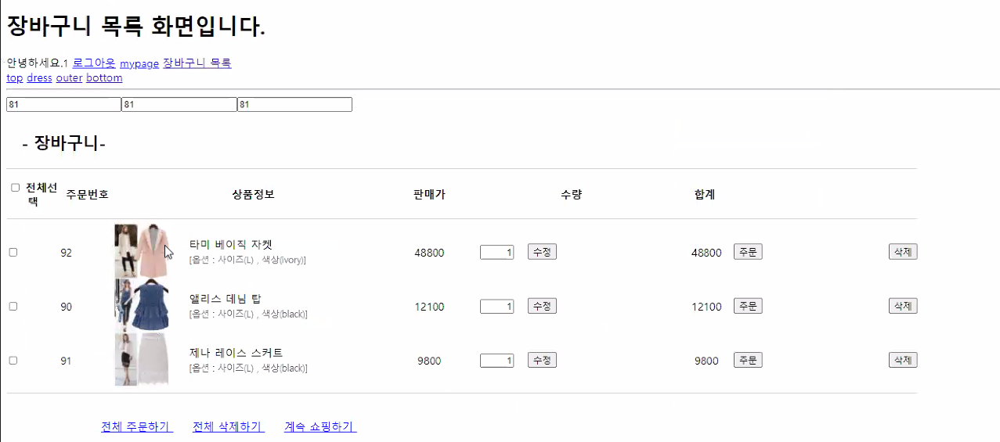 장바구니 목록 화면입니다.
안녕하세요.1 로그아웃 mypage 장바구니 목록
top dress outer bottom
81 81 81
- 장바구니-
전체선
택 주문번호 상품정보 판매가 수량 합계
92 타미 베이직 자켓 48800 1 수정 48800 주문 삭제
[옵션 : 사이즈(L) , 색상(ivory)]
90 앨리스 데님 탑 12100 1 수정 12100 주문 삭제
[옵션 : 사이즈(L) , 색상(black)]
91 제나 레이스 스커트 9800 1 수정 9800 주문 삭제
[옵션 : 사이즈(L) , 색상(black)]
전체 주문하기 전체 삭제하기 계속 쇼핑하기